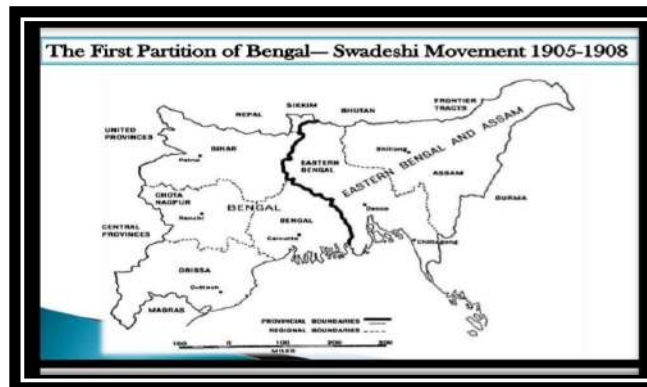 The First Partition of Bengal— Swadeshi Movement 1905-1908
NEPAL
SIKKIM
BHUTAN
FRONTIER
TRACTS
UNITED
PROVINCES
BIHAR
Patna
EASTERN
BENGAL
EASTERN BENGAL AND ASSAM
Shillong
ASSAM
CHOTA
NAGPUR
Ranchi
BENGAL
BENGAL
Dacca
BURMA
CENTRAL
PROVINCES
Calcutta
Chittagong
ORISSA
Cuttack
MADRAS
PROVINCIAL BOUNDARIES
REGIONAL BOUNDARIES
100 0 100 200 300
MILES